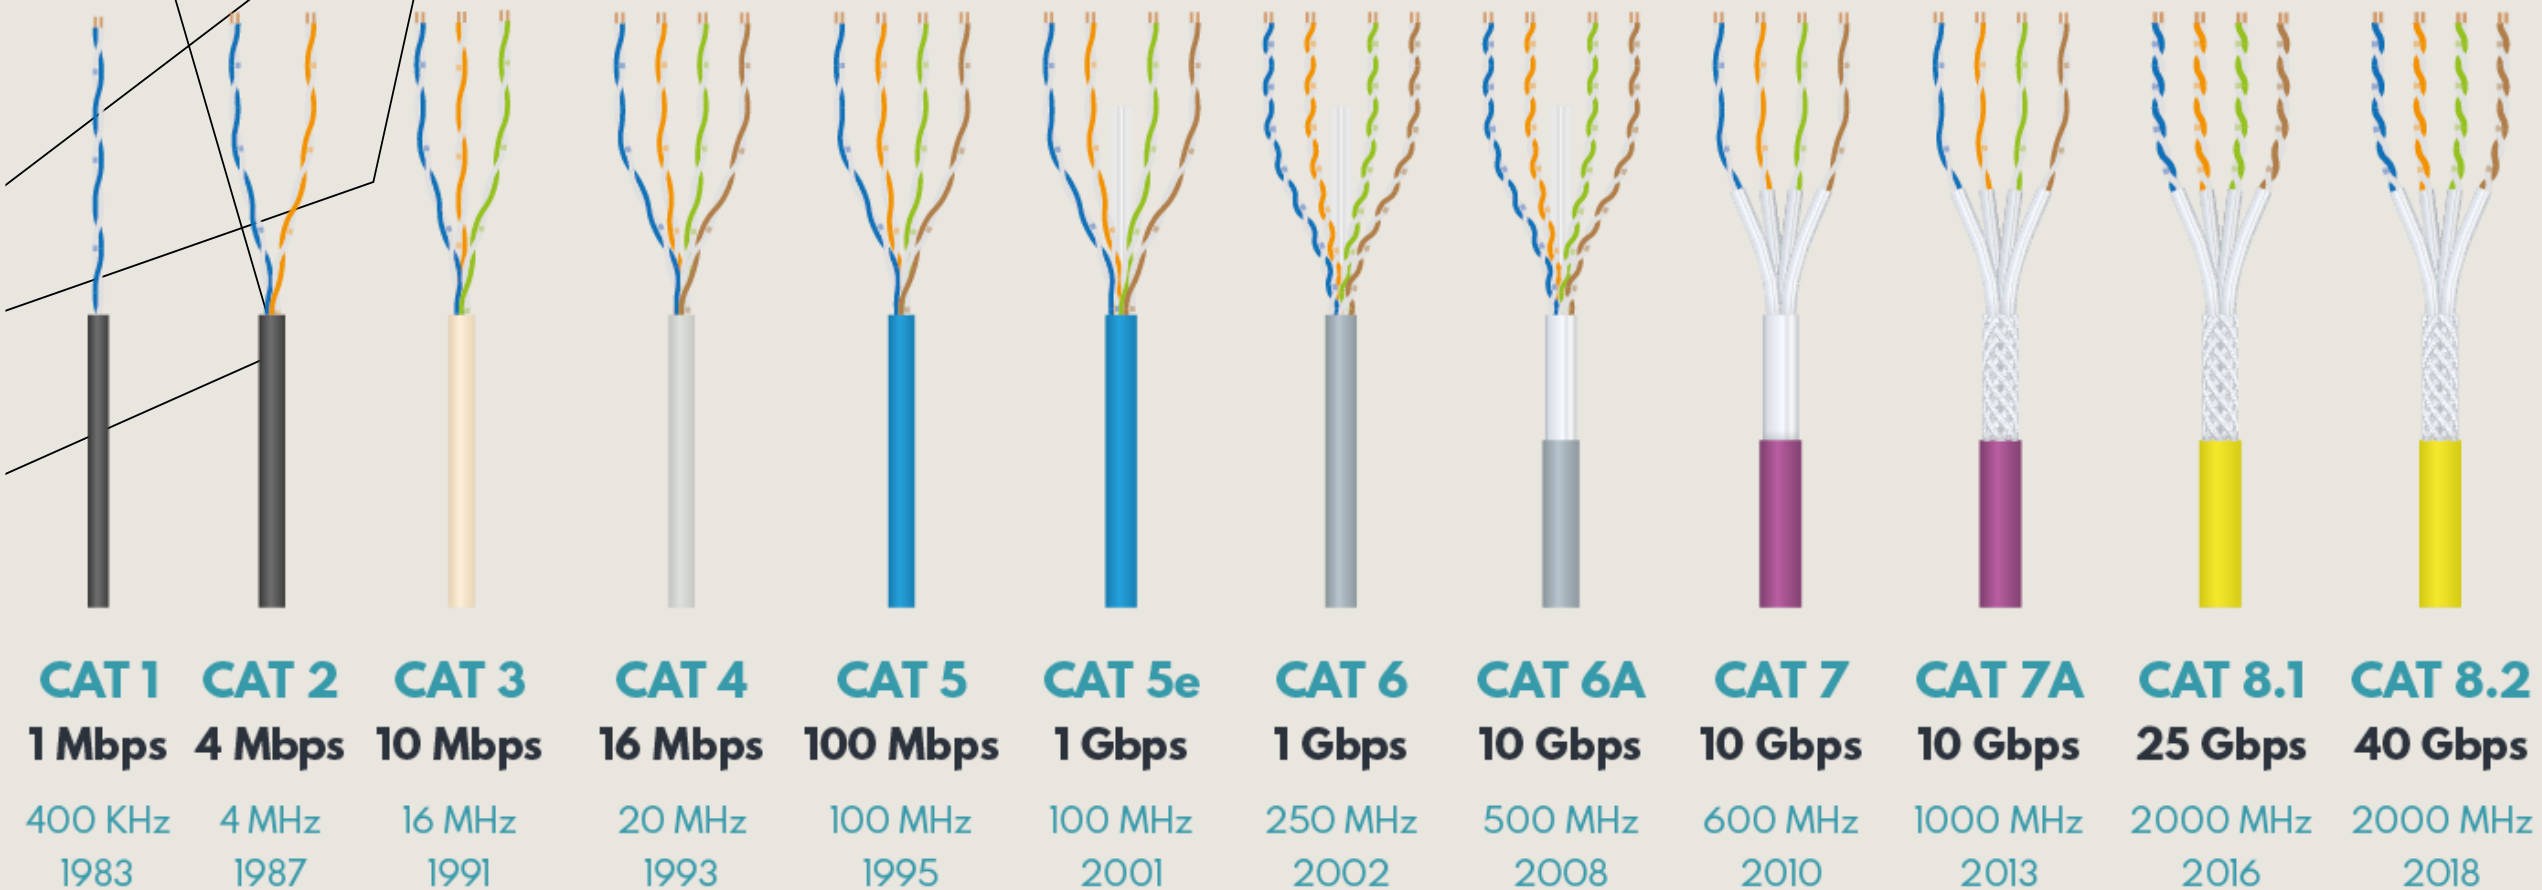 CAT 1 CAT 2 CAT 3 CAT 4 CAT 5 CAT 5e CAT 6 CAT 6A CAT 7 CAT 7A CAT 8.1 CAT 8.2
1 Mbps 4 Mbps 10 Mbps 16 Mbps 100 Mbps 1 Gbps 1 Gbps 10 Gbps 10 Gbps 10 Gbps 25 Gbps 40 Gbps
400 KHz 4 MHz 16 MHz 20 MHz 100 MHz 100 MHz 250 MHz 500 MHz 600 MHz 1000 MHz 2000 MHz 2000 MHz
1983 1987 1991 1993 1995 2001 2002 2008 2010 2013 2016 2018